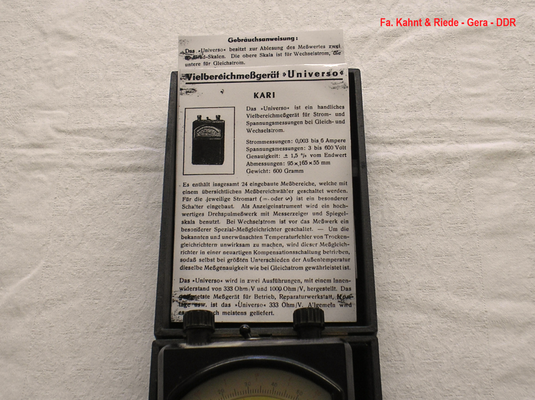 Fa. Kahnt & Riede - Gera - DDR
Gebrauchsanweisung:
Das »Universo« besitzt zur Ablesung des Meßwertes zwei
Skalen. Die obere Skala ist für Wechselstrom, die
untere für Gleichstrom.
Vielbereichmeßgerät »Universo«
KARI
Das »Universo« ist ein handliches
Vielbereichmeßgerät für Strom- und
Spannungsmessungen bei Gleich- und
Wechselstrom.
Strommessungen: 0,003 bis 6 Ampere
Spannungsmessungen: 3 bis 600 Volt
Genauigkeit: ± 1,5 % vom Endwert
Abmessungen: 95 x 165 x 55 mm
Gewicht: 600 Gramm
Es enthält insgesamt 24 eingebaute Meßbereiche, welche mit
einem übersichtlichen Meßbereichwähler geschaltet werden.
Für die jeweilige Stromart (= oder ∾) ist ein besonderer
Schalter eingebaut. Als Anzeigeinstrument wird ein hoch-
wertiges Drehspulmeßwerk mit Messerzeiger und Spiegel-
skala benutzt. Bei Wechselstrom ist vor das Meßwerk ein
besonderer Spezial-Meßgleichrichter geschaltet. — Um die
bekannten und unerwünschten Temperaturfehler von Trocken-
gleichrichtern unwirksam zu machen, wird dieser Meßgleich-
richter in einer neuartigen Kompensationsschaltung betrieben,
sodaß selbst bei größten Unterschieden der Außentemperatur
dieselbe Meßgenauigkeit wie bei Gleichstrom gewährleistet ist.
Das »Universo« wird in zwei Ausführungen, mit einem Innen-
widerstand von 333 Ohm/V und 1000 Ohm/V, hergestellt. Das
Meßgerät für Betrieb, Reparaturwerkstatt,
usw. ist das »Universo« 333 Ohm/V. Allgemein wird
meistens geliefert.